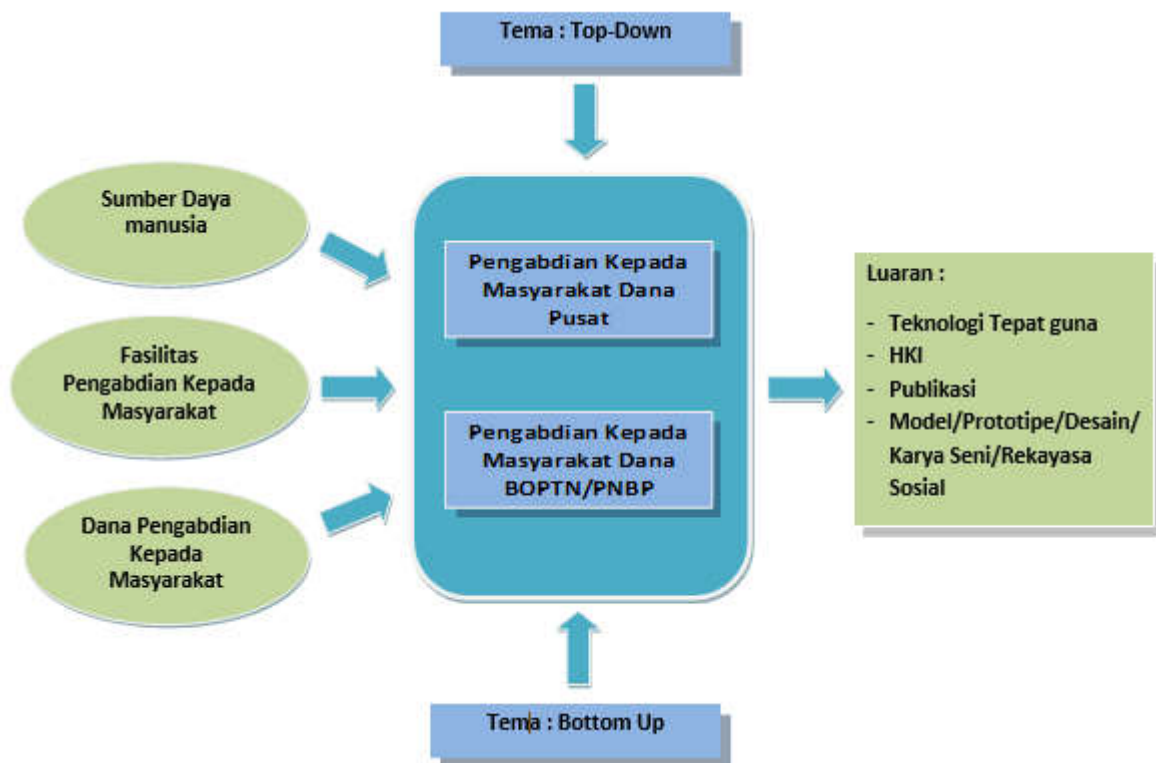 Tema : Top-Down
Sumber Daya
manusia
Fasilitas
Pengabdian Kepada
Masyarakat
Dana Pengabdian
Kepada
Masyarakat
Pengabdian Kepada
Masyarakat Dana
Pusat
Pengabdian Kepada
Masyarakat Dana
BOPTN/PNBP
Luaran :
- Teknologi Tepat guna
- HKI
- Publikasi
- Model/Prototipe/Desain/
Karya Seni/Rekayasa
Sosial
Tema : Bottom Up